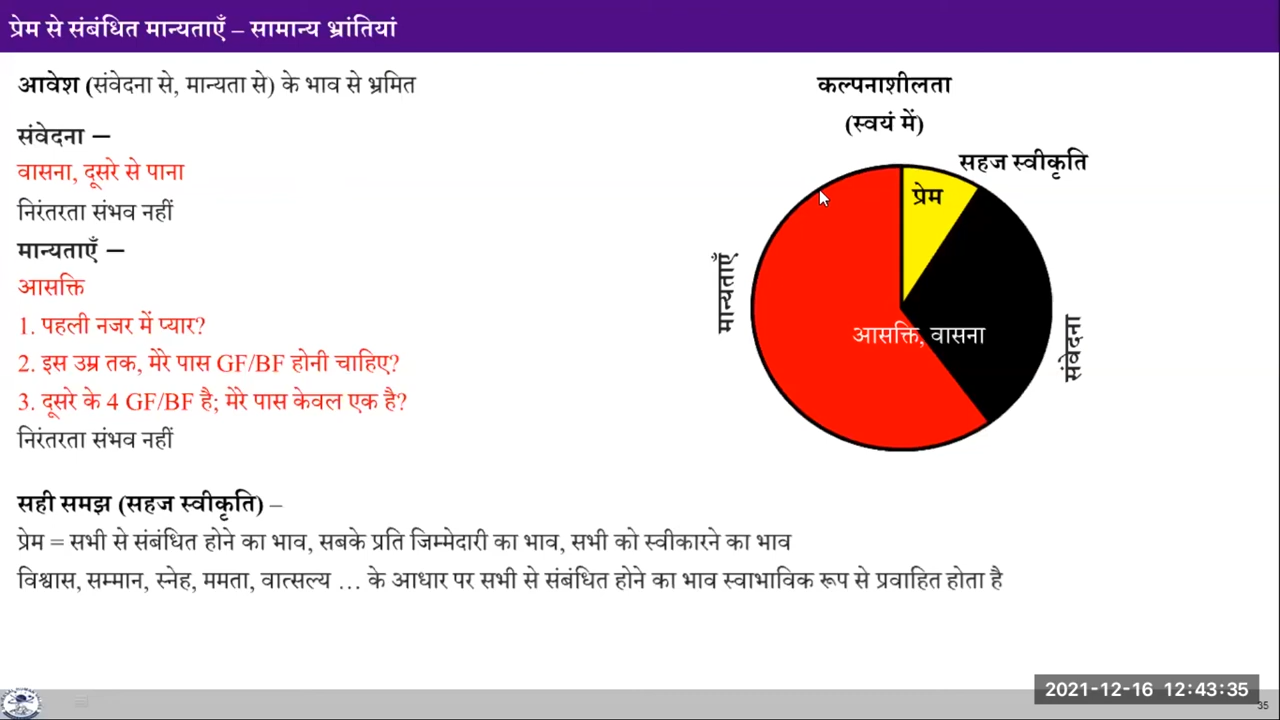 प्रेम से संबंधित मान्यताएँ – सामान्य भ्रांतियां
आवेश (संवेदना से, मान्यता से) के भाव से भ्रमित
संवेदना –
वासना, दूसरे से पाना
निरंतरता संभव नहीं
मान्यताएँ –
आसक्ति
1. पहली नजर में प्यार?
2. इस उम्र तक, मेरे पास GF/BF होनी चाहिए?
3. दूसरे के 4 GF/BF है; मेरे पास केवल एक है?
निरंतरता संभव नहीं
सही समझ (सहज स्वीकृति) –
प्रेम = सभी से संबंधित होने का भाव, सबके प्रति जिम्मेदारी का भाव, सभी को स्वीकारने का भाव
विश्वास, सम्मान, स्नेह, ममता, वात्सल्य … के आधार पर सभी से संबंधित होने का भाव स्वाभाविक रूप से प्रवाहित होता है
कल्पनाशीलता
(स्वयं में)
सहज स्वीकृति
प्रेम
मान्यताएँ
आसक्ति, वासना
संवेदना
2021-12-16 12:43:35
35